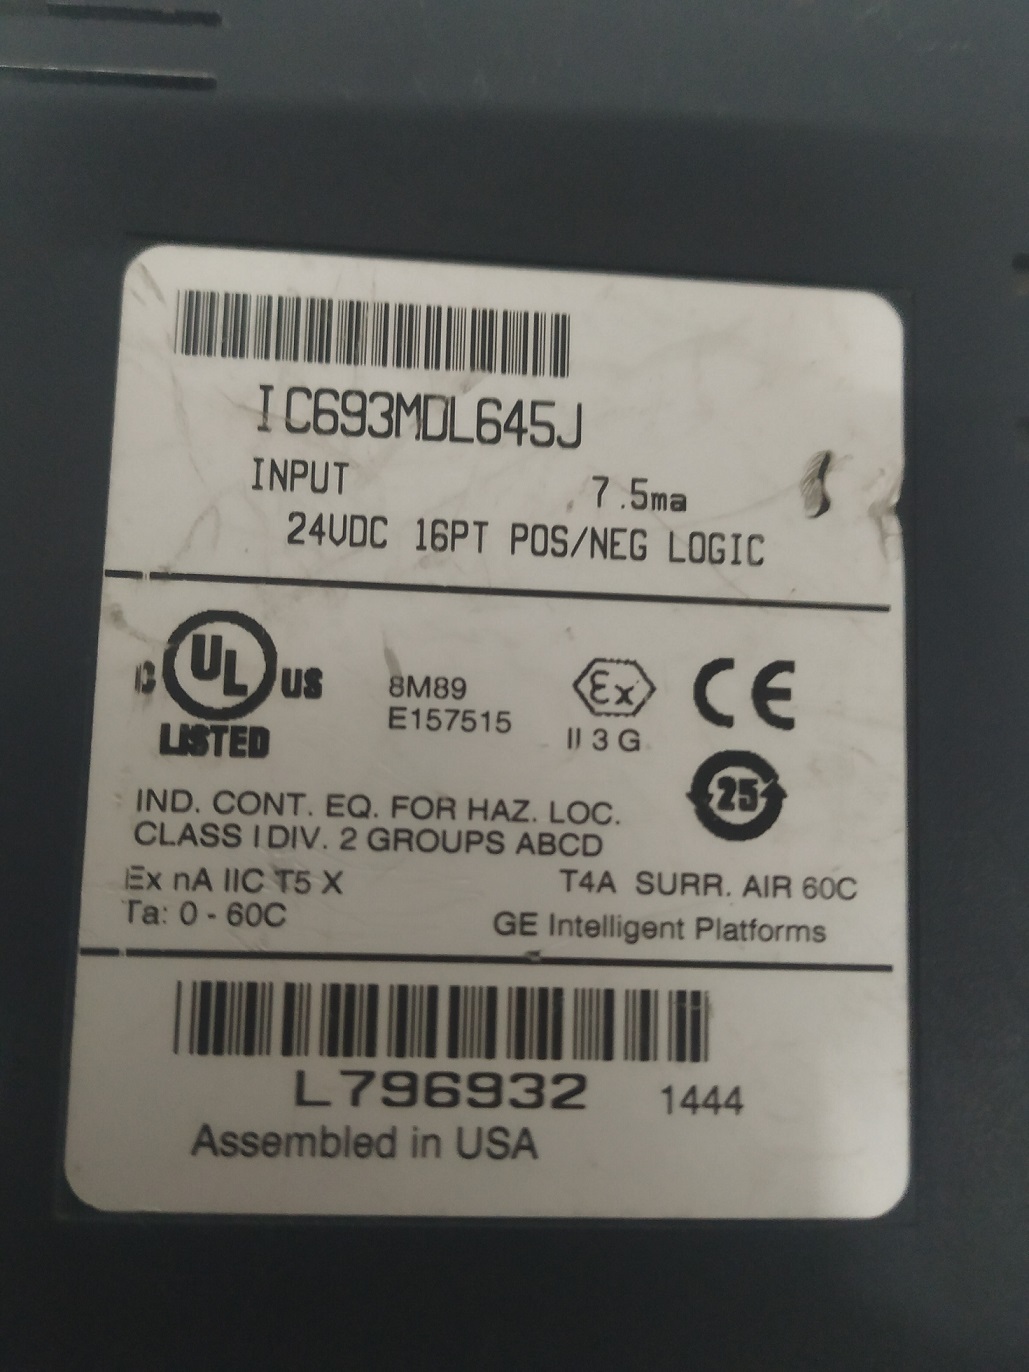 IC693MDL645J
INPUT 7.5ma
24VDC 16PT POS/NEG LOGIC
C UL US
LISTED
8M89
E157515
Ex
II 3 G
CE
25
IND. CONT. EQ. FOR HAZ. LOC.
CLASS I DIV. 2 GROUPS ABCD
Ex nA IIC T5 X
Ta: 0 - 60C
T4A SURR. AIR 60C
GE Intelligent Platforms
L796932 1444
Assembled in USA